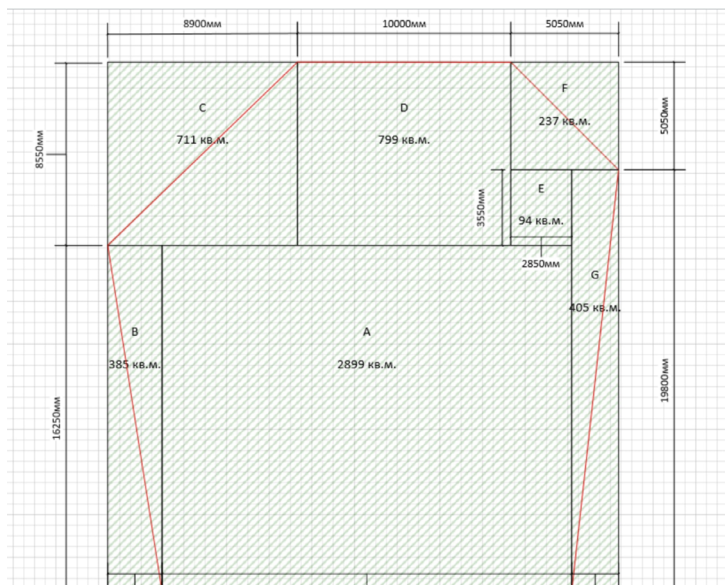 8900мм
10000мм
5050мм
C
711 кв.м.
D
799 кв.м.
F
237 кв.м.
5050мм
8550мм
E
94 кв.м.
3550мм
2850мм
G
405 кв.м.
B
385 кв.м.
A
2899 кв.м.
16250мм
19800мм